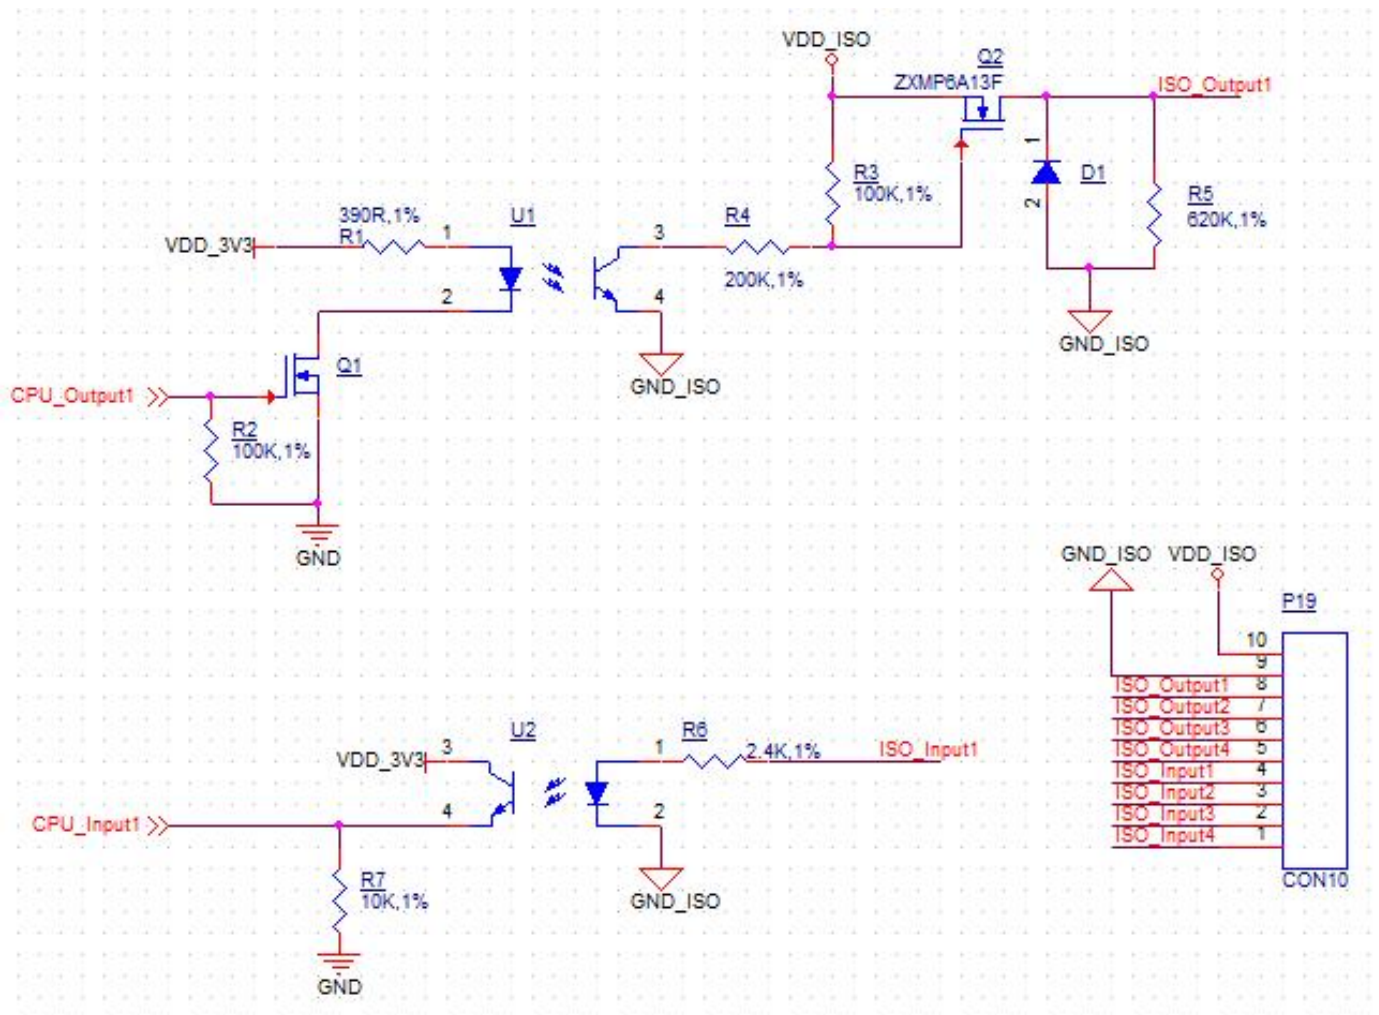 VDD_ISO
Q2
ZXMP6A13F
ISO_Output1
1
R3
100K,1%
D1
2
R5
620K,1%
390R,1%
R1
VDD_3V3
1
U1
3
R4
200K,1%
2
4
GND_ISO
GND_ISO
Q1
CPU_Output1
R2
100K,1%
GND
GND_ISO
VDD_ISO
P19
10
9
ISO_Output1 8
ISO_Output2 7
ISO_Output3 6
ISO_Output4 5
ISO_Input1 4
ISO_Input2 3
ISO_Input3 2
ISO_Input4 1
CON10
U2
VDD_3V3
3
1
R6
2.4K,1%
ISO_Input1
CPU_Input1
4
2
R7
10K,1%
GND_ISO
GND